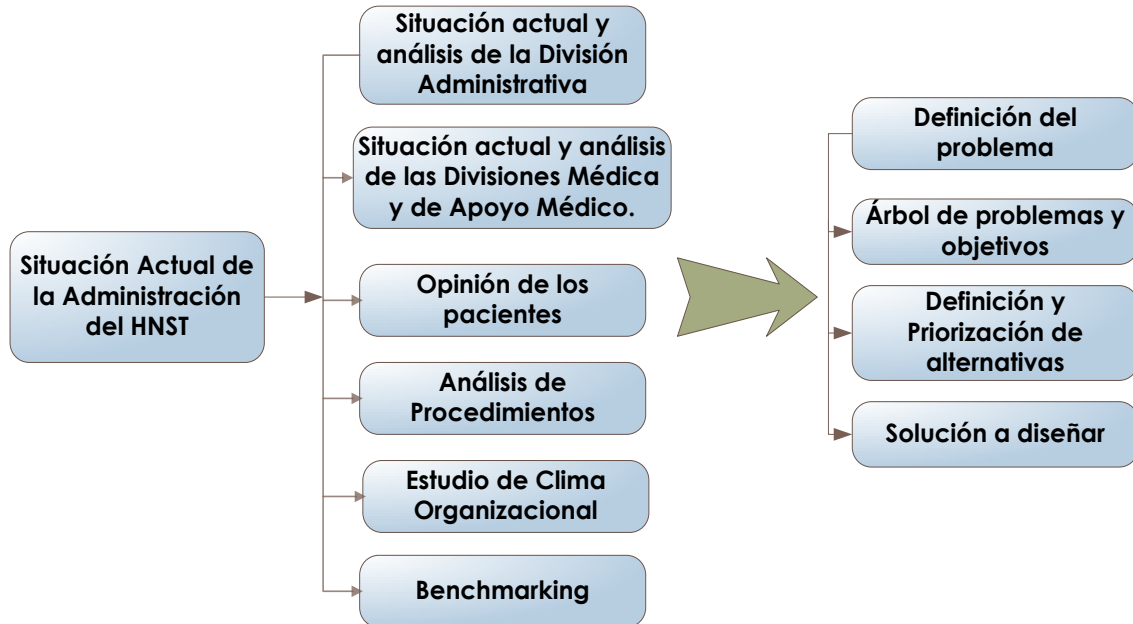 Situación Actual de
la Administración
del HNST
Situación actual y
análisis de la División
Administrativa
Situación actual y análisis
de las Divisiones Médica
y de Apoyo Médico.
Opinión de los
pacientes
Análisis de
Procedimientos
Estudio de Clima
Organizacional
Benchmarking
Definición del
problema
Árbol de problemas y
objetivos
Definición y
Priorización de
alternativas
Solución a diseñar